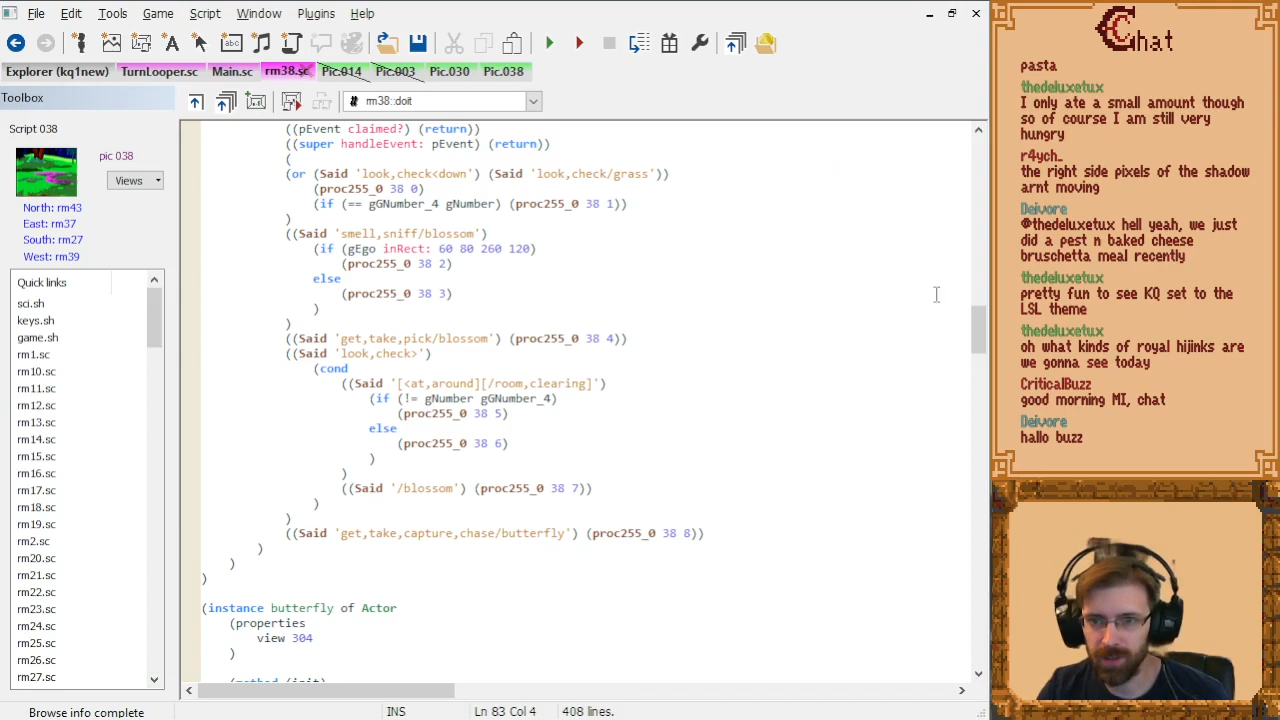 File Edit Tools Game Script Window Plugins Help
Explorer (kq1new) TurnLooper.sc Main.sc rm38.sc Pic.014 Pic.003 Pic.030 Pic.038
Toolbox
rm38::doit
Script 038
pic 038
Views
North: rm43
East: rm37
South: rm27
West: rm39
Quick links
sci.sh
keys.sh
game.sh
rm1.sc
rm10.sc
rm11.sc
rm12.sc
rm13.sc
rm14.sc
rm15.sc
rm16.sc
rm17.sc
rm18.sc
rm19.sc
rm2.sc
rm20.sc
rm21.sc
rm22.sc
rm23.sc
rm24.sc
rm25.sc
rm26.sc
rm27.sc
((pEvent claimed?) (return))
((super handleEvent: pEvent) (return))
(
(or (Said 'look,check<down') (Said 'look,check/grass'))
(proc255_0 38 0)
(if (== gGNumber_4 gNumber) (proc255_0 38 1))
)
((Said 'smell,sniff/blossom')
(if (gEgo inRect: 60 80 260 120)
(proc255_0 38 2)
else
(proc255_0 38 3)
)
)
((Said 'get,take,pick/blossom') (proc255_0 38 4))
((Said 'look,check>')
(cond
((Said '[<at,around][/room,clearing]')
(if (!= gNumber gGNumber_4)
(proc255_0 38 5)
else
(proc255_0 38 6)
)
)
((Said '/blossom') (proc255_0 38 7))
)
)
((Said 'get,take,capture,chase/butterfly') (proc255_0 38 8))
)
)
)
(instance butterfly of Actor
(properties
view 304
)
(method (init)
Browse info complete INS Ln 83 Col 4 408 lines.
Chat
pasta
thedeluxetux
I only ate a small amount though
so of course I am still very
hungry
r4ych_
the right side pixels of the shadow
arnt moving
Deivore
@thedeluxetux hell yeah, we just
did a pest n baked cheese
bruschetta meal recently
thedeluxetux
pretty fun to see KQ set to the
LSL theme
thedeluxetux
oh what kinds of royal hijinks are
we gonna see today
CriticalBuzz
good morning MI, chat
Deivore
hallo buzz